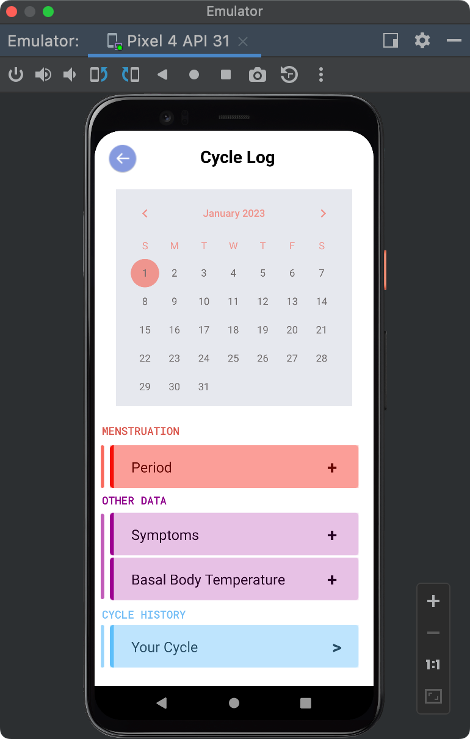 Emulator
Emulator: Pixel 4 API 31
Cycle Log
January 2023
S M T W T F S
1 2 3 4 5 6 7
8 9 10 11 12 13 14
15 16 17 18 19 20 21
22 23 24 25 26 27 28
29 30 31
MENSTRUATION
Period +
OTHER DATA
Symptoms +
Basal Body Temperature +
CYCLE HISTORY
Your Cycle >
1:1